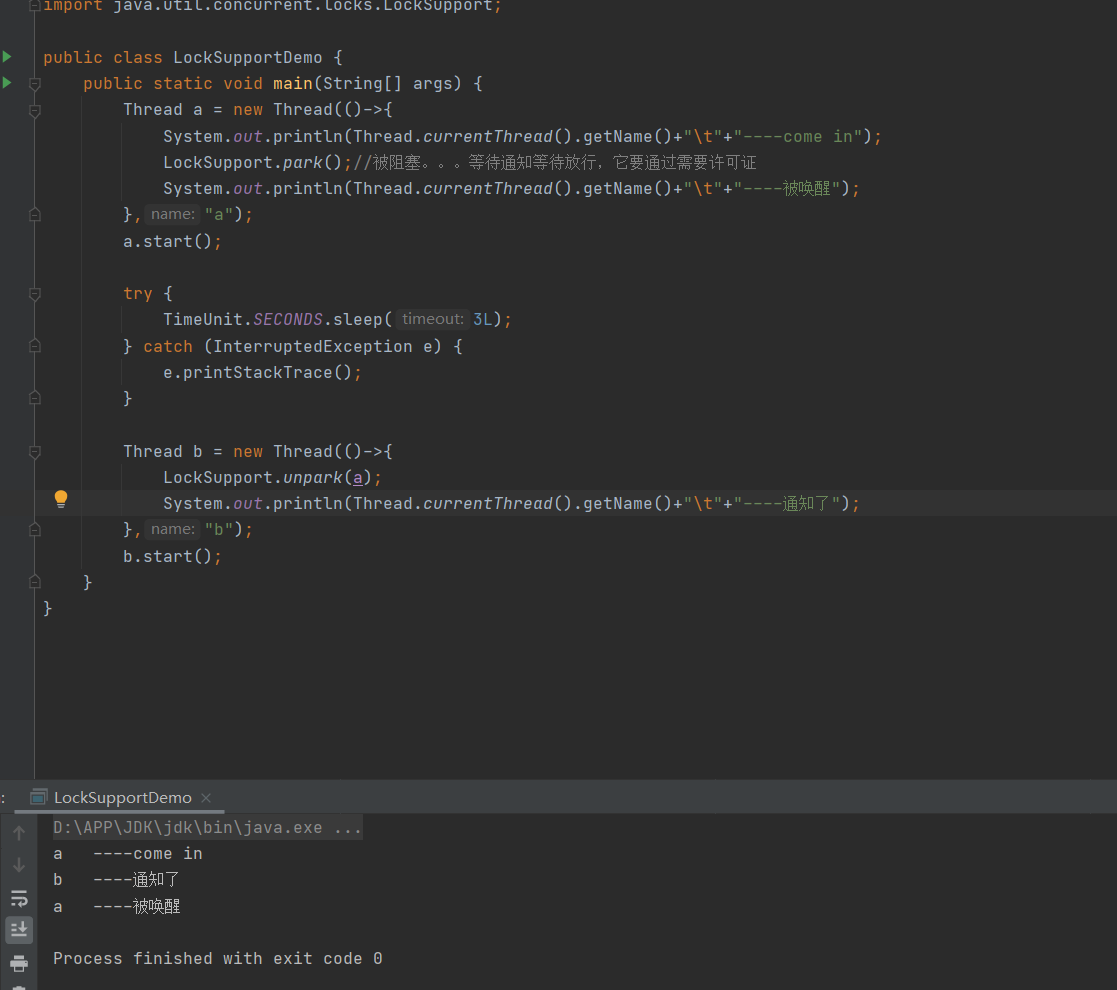 import java.util.concurrent.locks.LockSupport;
public class LockSupportDemo {
public static void main(String[] args) {
Thread a = new Thread(()->{
System.out.println(Thread.currentThread().getName()+"\t"+"----come in");
LockSupport.park();//被阻塞。。。等待通知等待放行，它要通过需要许可证
System.out.println(Thread.currentThread().getName()+"\t"+"----被唤醒");
}, name: "a");
a.start();
try {
TimeUnit.SECONDS.sleep( timeout: 3L);
} catch (InterruptedException e) {
e.printStackTrace();
}
Thread b = new Thread(()->{
LockSupport.unpark(a);
System.out.println(Thread.currentThread().getName()+"\t"+"----通知了");
}, name: "b");
b.start();
}
}
: LockSupportDemo ×
D:\APP\JDK\jdk\bin\java.exe ...
a ----come in
b ----通知了
a ----被唤醒
Process finished with exit code 0